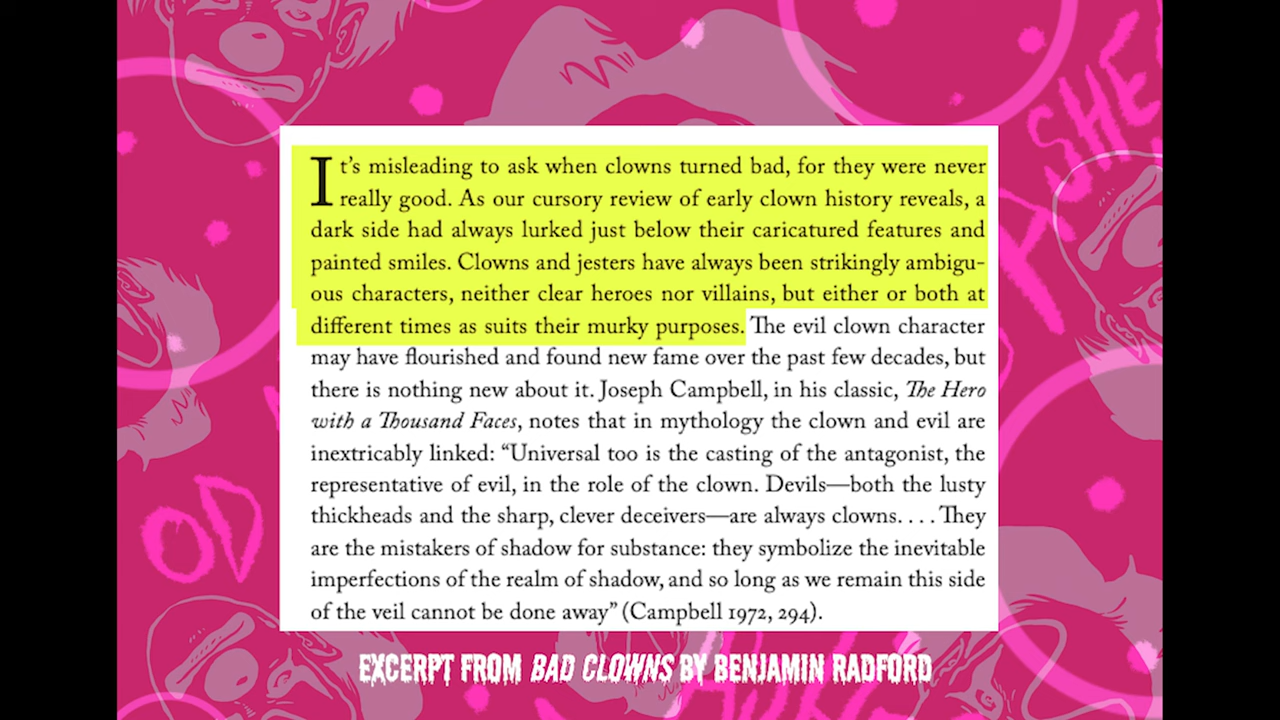 It's misleading to ask when clowns turned bad, for they were never
really good. As our cursory review of early clown history reveals, a
dark side had always lurked just below their caricatured features and
painted smiles. Clowns and jesters have always been strikingly ambigu-
ous characters, neither clear heroes nor villains, but either or both at
different times as suits their murky purposes. The evil clown character
may have flourished and found new fame over the past few decades, but
there is nothing new about it. Joseph Campbell, in his classic, The Hero
with a Thousand Faces, notes that in mythology the clown and evil are
inextricably linked: “Universal too is the casting of the antagonist, the
representative of evil, in the role of the clown. Devils—both the lusty
thickheads and the sharp, clever deceivers—are always clowns. . . . They
are the mistakers of shadow for substance: they symbolize the inevitable
imperfections of the realm of shadow, and so long as we remain this side
of the veil cannot be done away” (Campbell 1972, 294).
EXCERPT FROM BAD CLOWNS BY BENJAMIN RADFORD